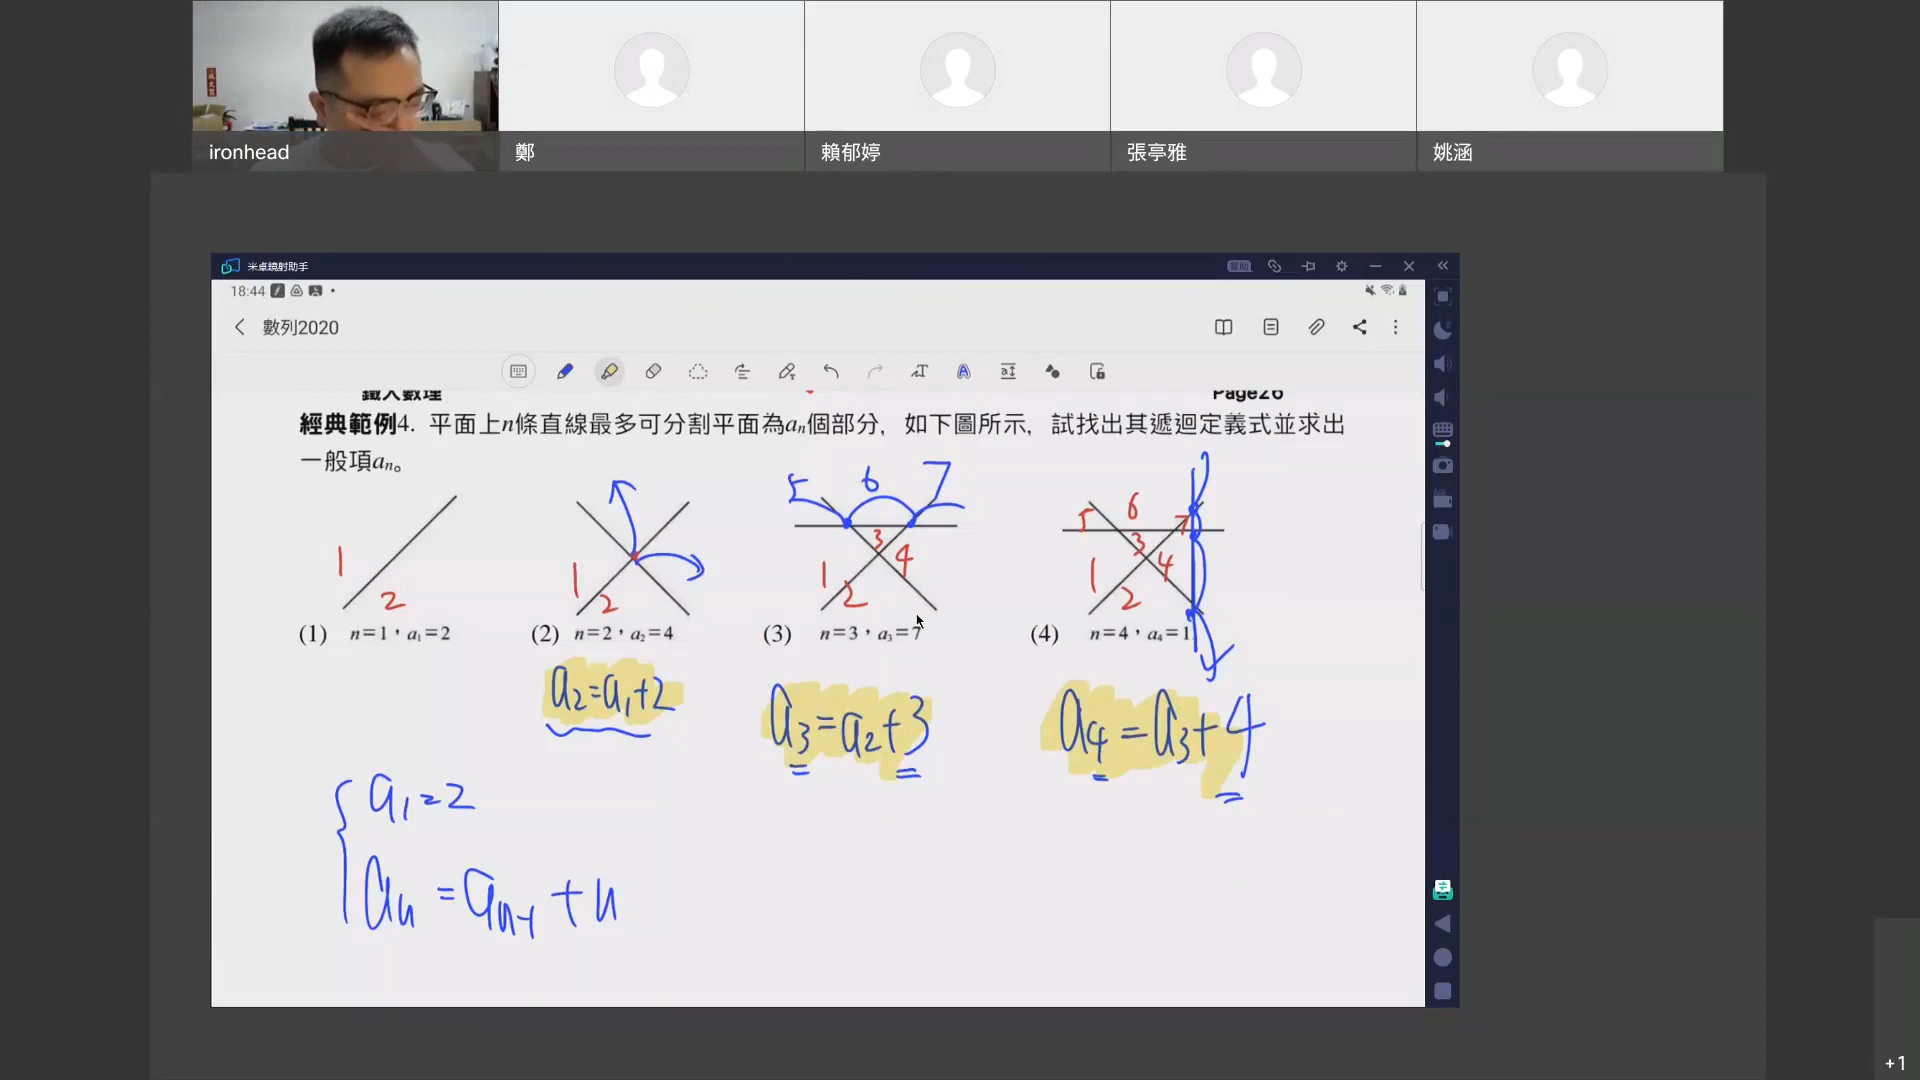 ironhead
鄭
賴郁婷
張亭雅
姚涵
米卓鏡射助手
18:44
數列2020
鐵人數理
Page26
經典範例4. 平面上n條直線最多可分割平面為aₙ個部分, 如下圖所示, 試找出其遞迴定義式並求出
一般項aₙ。
1
2
1
2
5 6 7
3
1 4
2
6
5 7
3
1 4
2
(1) n=1，a₁=2
(2) n=2，a₂=4
(3) n=3，a₃=7
(4) n=4，a₄=1
a₂=a₁+2
a₃=a₂+3
a₄=a₃+4
a₁=2
aₙ=aₙ₋₁+n
+1